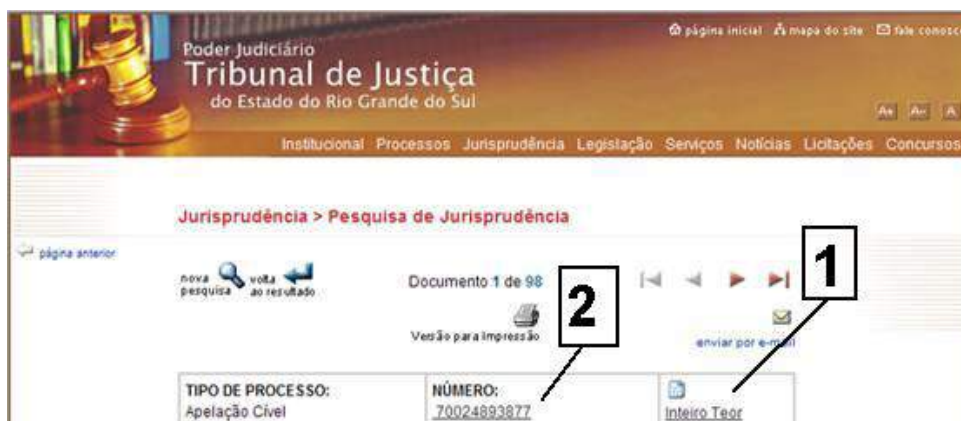 página inicial mapa do site fale conosco
Poder Judiciário
Tribunal de Justiça
do Estado do Rio Grande do Sul
A+ A- A
Institucional Processos Jurisprudência Legislação Serviços Notícias Licitações Concursos
Jurisprudência > Pesquisa de Jurisprudência
página anterior
nova pesquisa
volta ao resultado
Documento 1 de 98
1
2
Versão para Impressão
enviar por e-mail
TIPO DE PROCESSO:
Apelação Cível
NÚMERO:
70024893877
Inteiro Teor